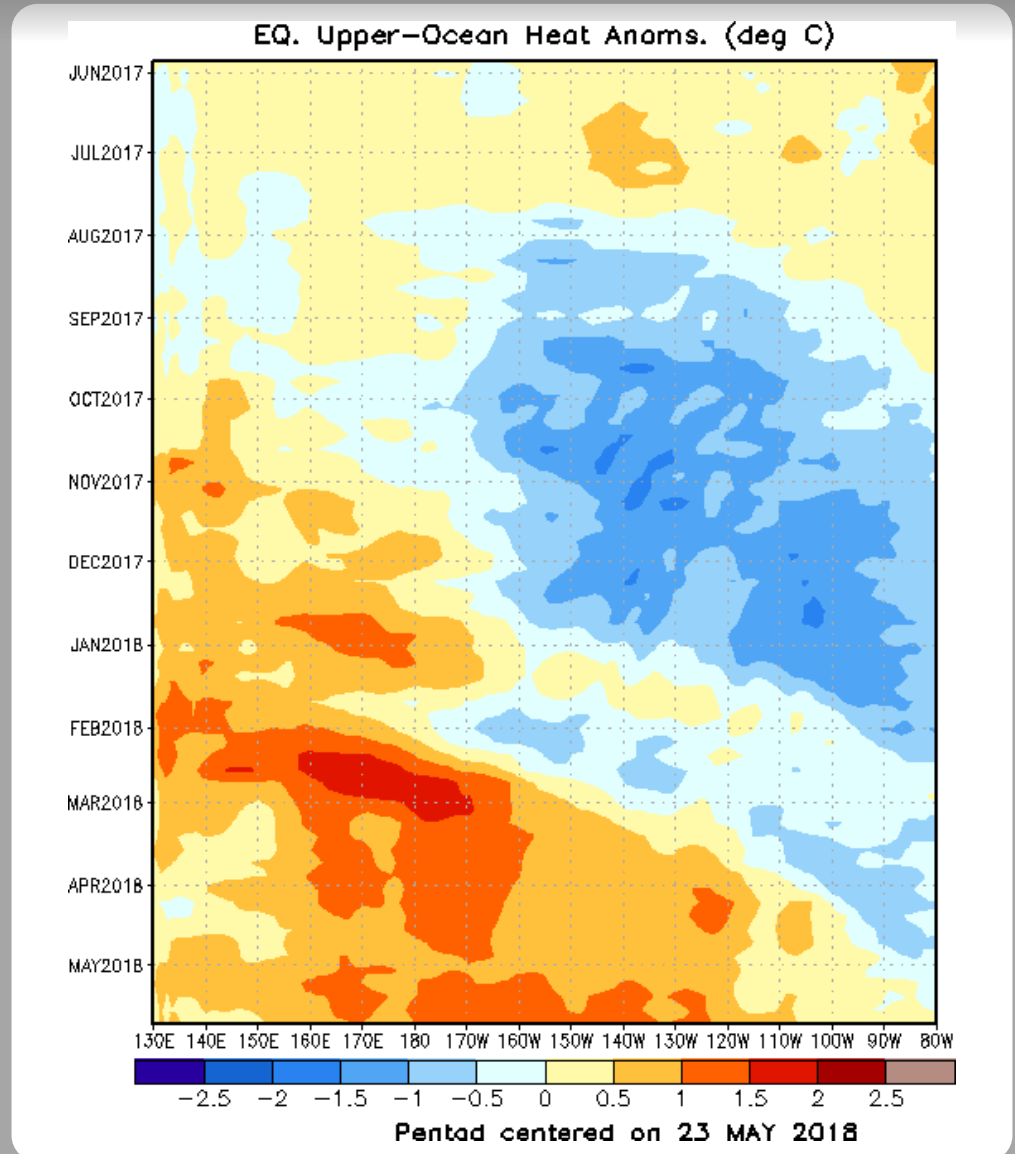 EQ. Upper-Ocean Heat Anoms. (deg C)
JUN2017
JUL2017
AUG2017
SEP2017
OCT2017
NOV2017
DEC2017
JAN2018
FEB2018
MAR2018
APR2018
MAY2018
130E 140E 150E 160E 170E 180 170W 160W 150W 140W 130W 120W 110W 100W 90W 80W
-2.5 -2 -1.5 -1 -0.5 0 0.5 1 1.5 2 2.5
Pentad centered on 23 MAY 2018